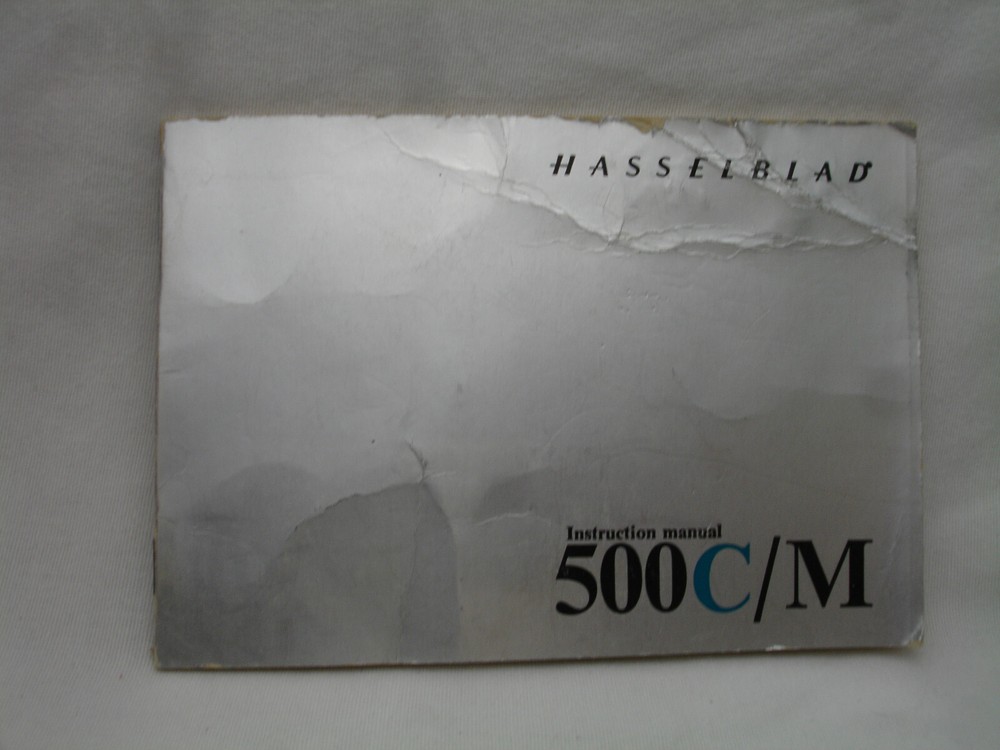 HASSELBLAD
Instruction manual
500C/M